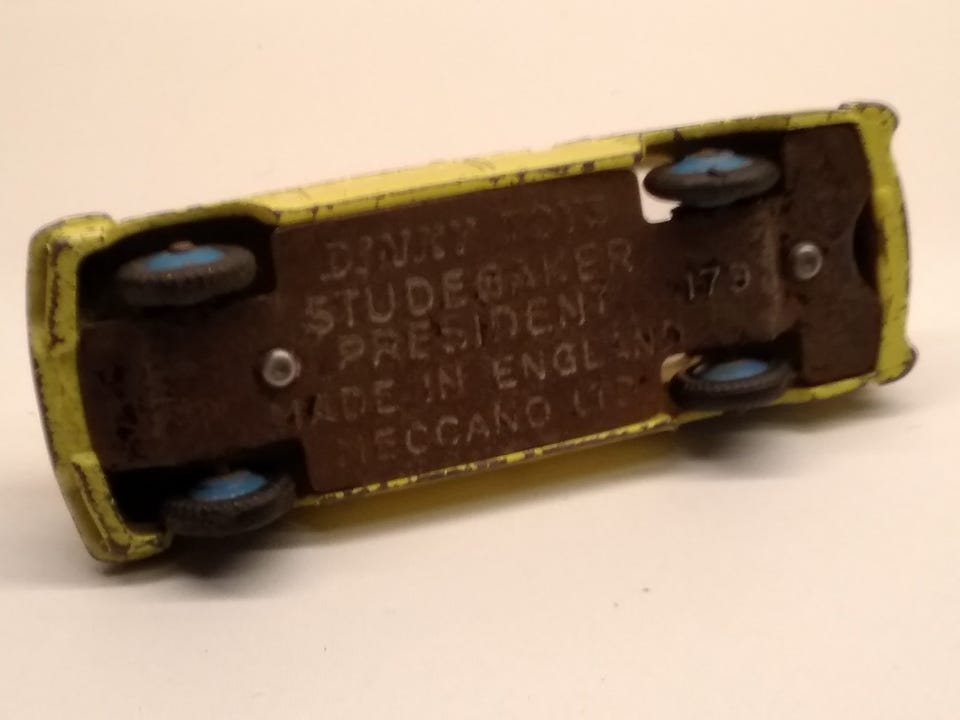 DINKY TOYS
STUDEBAKER
PRESIDENT
179
MADE IN ENGLAND
MECCANO LTD